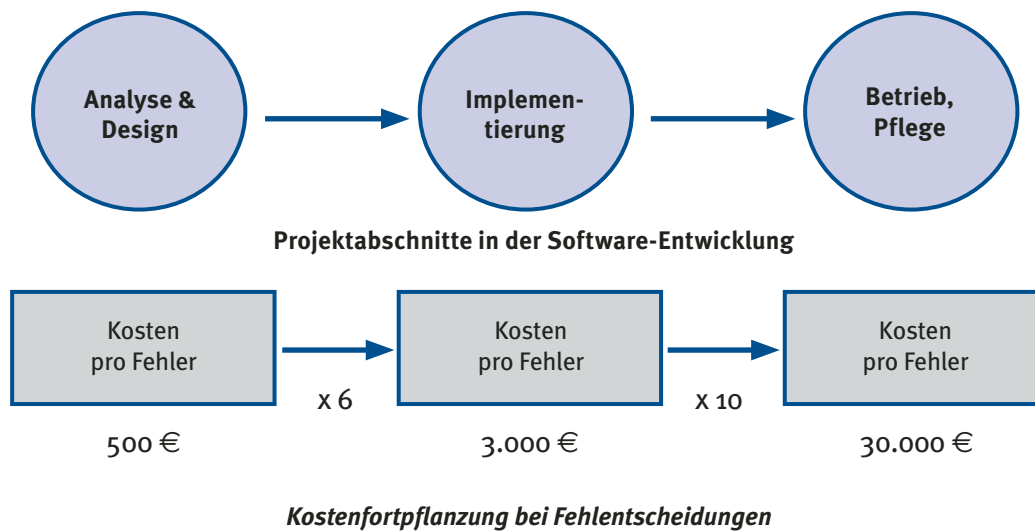 Analyse &
Design
Implemen-
tierung
Betrieb,
Pflege
Projektabschnitte in der Software-Entwicklung
Kosten
pro Fehler
x 6
Kosten
pro Fehler
x 10
Kosten
pro Fehler
500 €
3.000 €
30.000 €
Kostenfortpflanzung bei Fehlentscheidungen